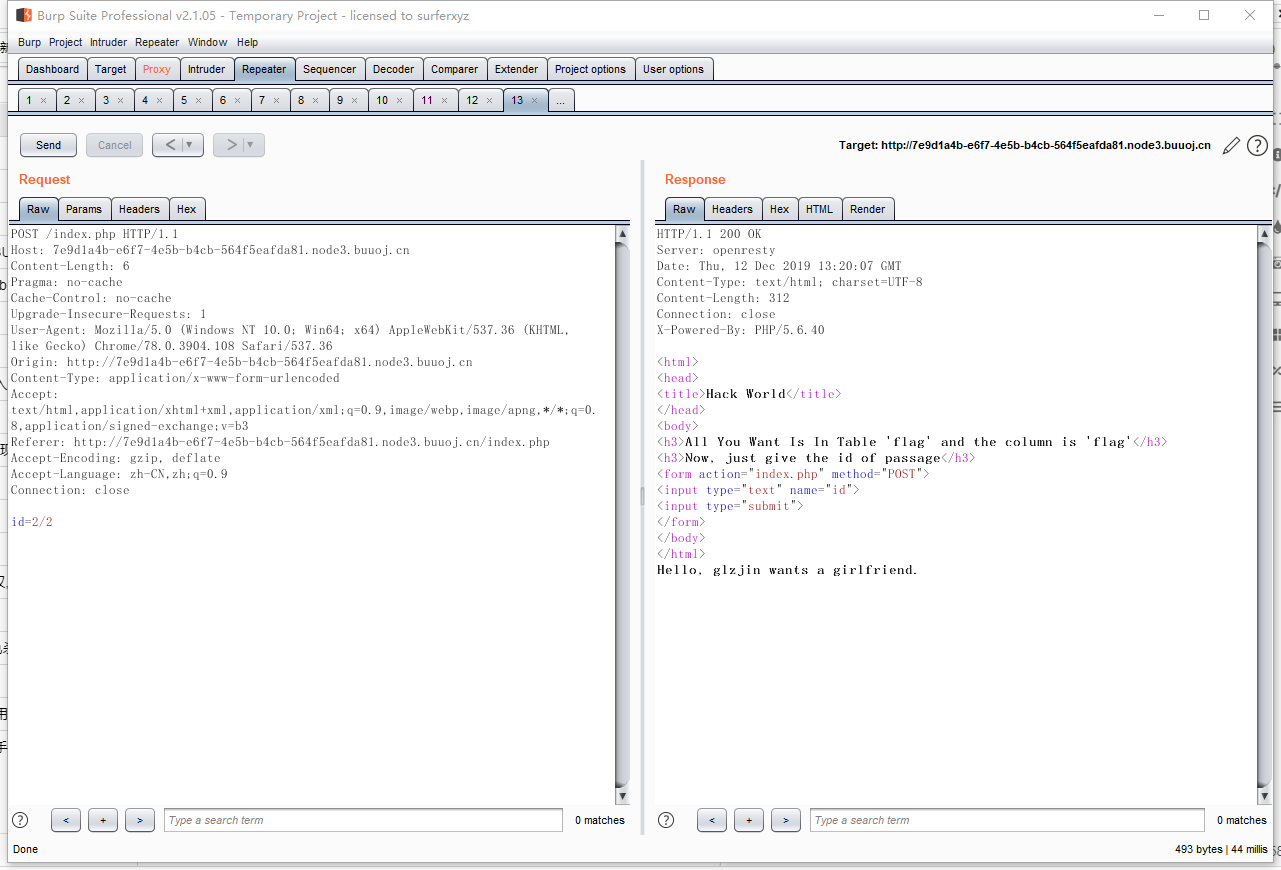 Burp Suite Professional v2.1.05 - Temporary Project - licensed to surferxyz
Burp Project Intruder Repeater Window Help
Dashboard Target Proxy Intruder Repeater Sequencer Decoder Comparer Extender Project options User options
1 × 2 × 3 × 4 × 5 × 6 × 7 × 8 × 9 × 10 × 11 × 12 × 13 × ...
Send Cancel < | ▼ > | ▼ Target: http://7e9d1a4b-e6f7-4e5b-b4cb-564f5eafda81.node3.buuoj.cn ?
Request
Raw Params Headers Hex
POST /index.php HTTP/1.1
Host: 7e9d1a4b-e6f7-4e5b-b4cb-564f5eafda81.node3.buuoj.cn
Content-Length: 6
Pragma: no-cache
Cache-Control: no-cache
Upgrade-Insecure-Requests: 1
User-Agent: Mozilla/5.0 (Windows NT 10.0; Win64; x64) AppleWebKit/537.36 (KHTML,
like Gecko) Chrome/78.0.3904.108 Safari/537.36
Origin: http://7e9d1a4b-e6f7-4e5b-b4cb-564f5eafda81.node3.buuoj.cn
Content-Type: application/x-www-form-urlencoded
Accept:
text/html,application/xhtml+xml,application/xml;q=0.9,image/webp,image/apng,*/*;q=0.
8,application/signed-exchange;v=b3
Referer: http://7e9d1a4b-e6f7-4e5b-b4cb-564f5eafda81.node3.buuoj.cn/index.php
Accept-Encoding: gzip, deflate
Accept-Language: zh-CN,zh;q=0.9
Connection: close
id=2/2
? < + > Type a search term 0 matches
Response
Raw Headers Hex HTML Render
HTTP/1.1 200 OK
Server: openresty
Date: Thu, 12 Dec 2019 13:20:07 GMT
Content-Type: text/html; charset=UTF-8
Content-Length: 312
Connection: close
X-Powered-By: PHP/5.6.40
<html>
<head>
<title>Hack World</title>
</head>
<body>
<h3>All You Want Is In Table 'flag' and the column is 'flag'</h3>
<h3>Now, just give the id of passage</h3>
<form action="index.php" method="POST">
<input type="text" name="id">
<input type="submit">
</form>
</body>
</html>
Hello, glzjin wants a girlfriend.
? < + > Type a search term 0 matches
Done 493 bytes | 44 millis